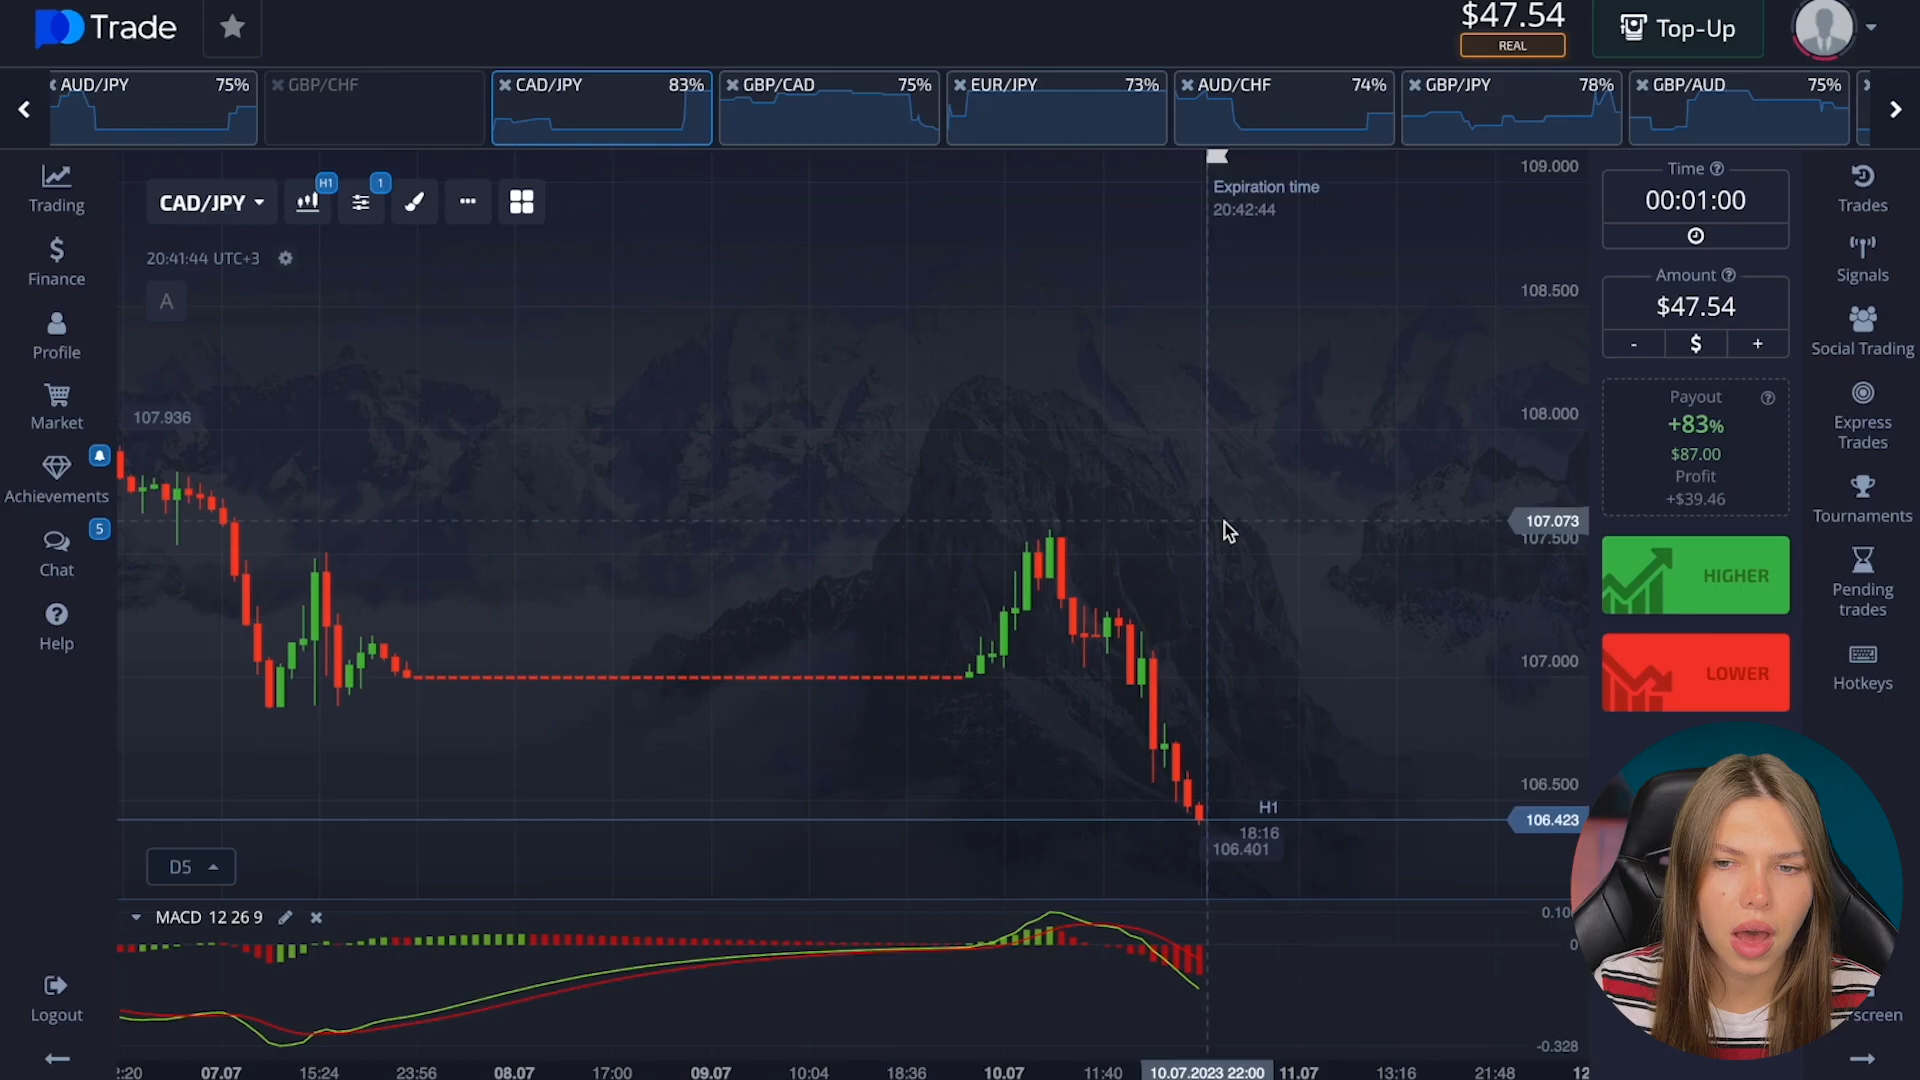 Trade
$47.54
REAL
Top-Up
AUD/JPY 75%
GBP/CHF
CAD/JPY 83%
GBP/CAD 75%
EUR/JPY 73%
AUD/CHF 74%
GBP/JPY 78%
GBP/AUD 75%
Trading
Finance
Profile
Market
Achievements
5
Chat
Help
Logout
CAD/JPY
H1
1
20:41:44 UTC+3
A
107.936
Expiration time
20:42:44
109.000
108.500
108.000
107.073
107.500
107.000
106.500
106.423
H1
18:16
106.401
D5
MACD 12 26 9
0.10
0
-0.328
:20 07.07 15:24 23:56 08.07 17:00 09.07 10:04 18:36 10.07 11:40 10.07.2023 22:00 11.07 13:16 21:48 12
Time
00:01:00
Amount
$47.54
- $ +
Payout
+83%
$87.00
Profit
+$39.46
HIGHER
LOWER
Trades
Signals
Social Trading
Express
Trades
Tournaments
Pending
trades
Hotkeys
screen